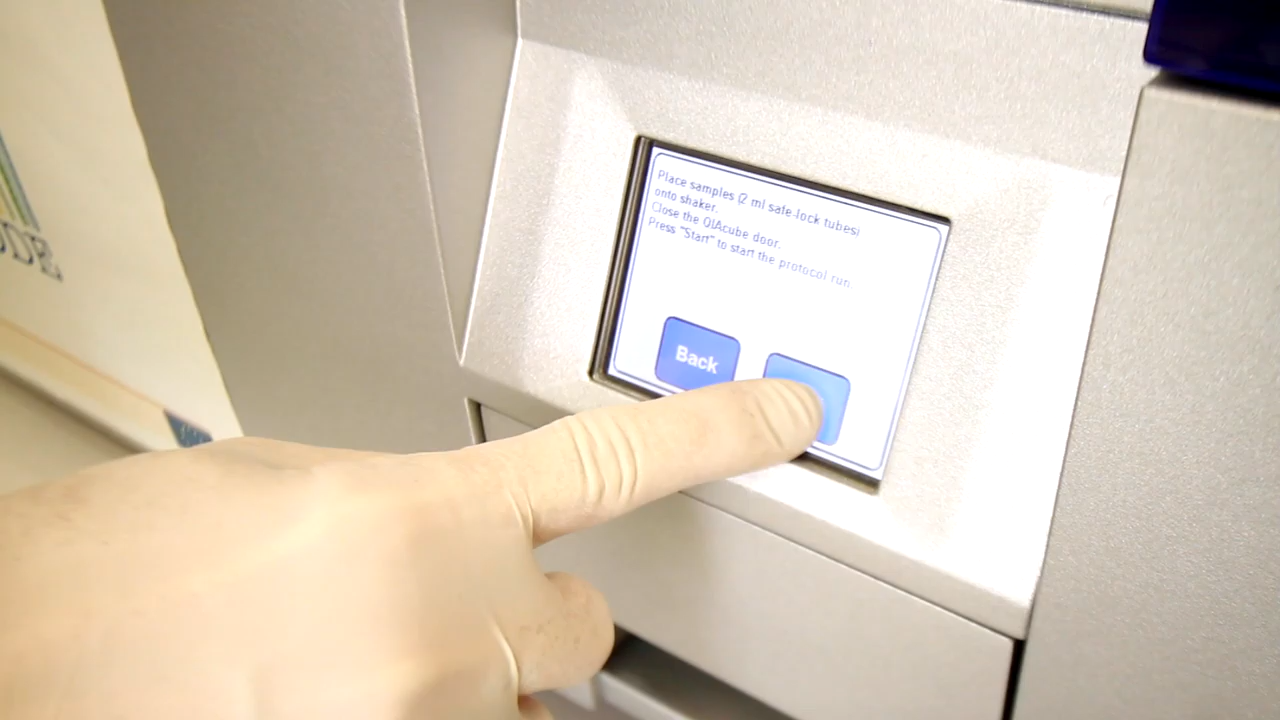 Place samples (2 ml safe-lock tubes)
onto shaker.
Close the QIAcube door.
Press "Start" to start the protocol run.
Back